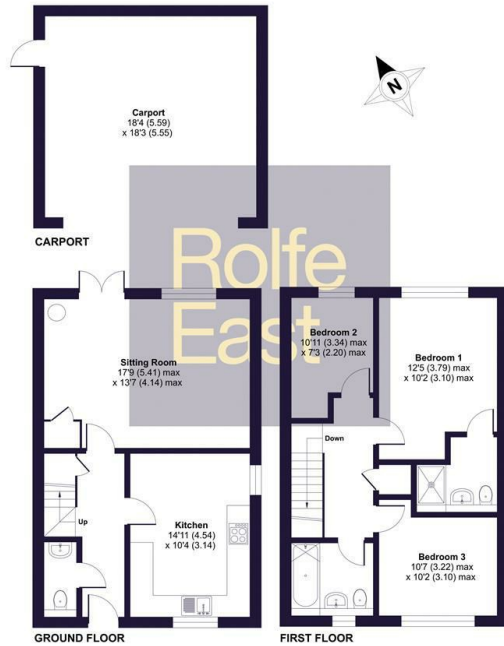 Carport
18'4 (5.59)
x 18'3 (5.55)
N
CARPORT
Rolfe
East
Sitting Room
17'9 (5.41) max
x 13'7 (4.14) max
Bedroom 2
10'11 (3.34) max
x 7'3 (2.20) max
Bedroom 1
12'5 (3.79) max
x 10'2 (3.10) max
Down
Up
Kitchen
14'11 (4.54)
x 10'4 (3.14)
Bedroom 3
10'7 (3.22) max
x 10'2 (3.10) max
GROUND FLOOR
FIRST FLOOR